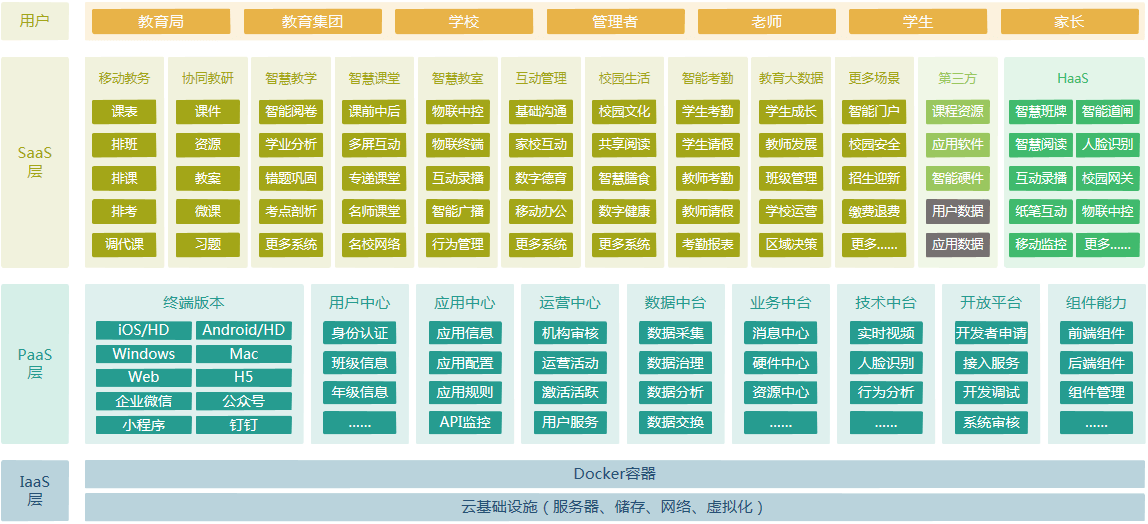 用户
教育局 教育集团 学校 管理者 老师 学生 家长
SaaS
层
移动教务 协同教研 智慧教学 智慧课堂 智慧教室 互动管理 校园生活 智能考勤 教育大数据 更多场景 第三方 HaaS
课表 课件 智能阅卷 课前中后 物联中控 基础沟通 校园文化 学生考勤 学生成长 智能门户 课程资源 智慧班牌 智能道闸
排班 资源 学业分析 多屏互动 物联终端 家校互动 共享阅读 学生请假 教师发展 校园安全 应用软件 智慧阅读 人脸识别
排课 教室 错题巩固 专递课堂 互动录播 数字德育 智慧膳食 教师考勤 班级管理 招生迎新 智能硬件 互动录播 校园网关
排考 微课 考点剖析 名师课堂 智能广播 移动办公 数字健康 教师请假 学校运营 缴费退费 用户数据 纸笔互动 物联中控
调代课 习题 更多系统 名校网络 行为管理 更多系统 更多系统 考勤报表 区域决策 更多...... 应用数据 移动监控 更多......
PaaS
层
终端版本 用户中心 应用中心 运营中心 数据中台 业务中台 技术中台 开放平台 组件能力
iOS/HD Android/HD 身份认证 应用信息 机构审核 数据采集 消息中心 实时视频 开发者申请 前端组件
Windows Mac 班级信息 应用配置 运营活动 数据治理 硬件中心 人脸识别 接入服务 后端组件
Web H5 年级信息 应用规则 激活活跃 数据分析 资源中心 行为分析 开发调试 组件管理
企业微信 公众号
小程序 钉钉 ...... API监控 用户服务 数据交换 ...... ...... 系统审核 ......
IaaS
层
Docker容器
云基础设施（服务器、储存、网络、虚拟化）